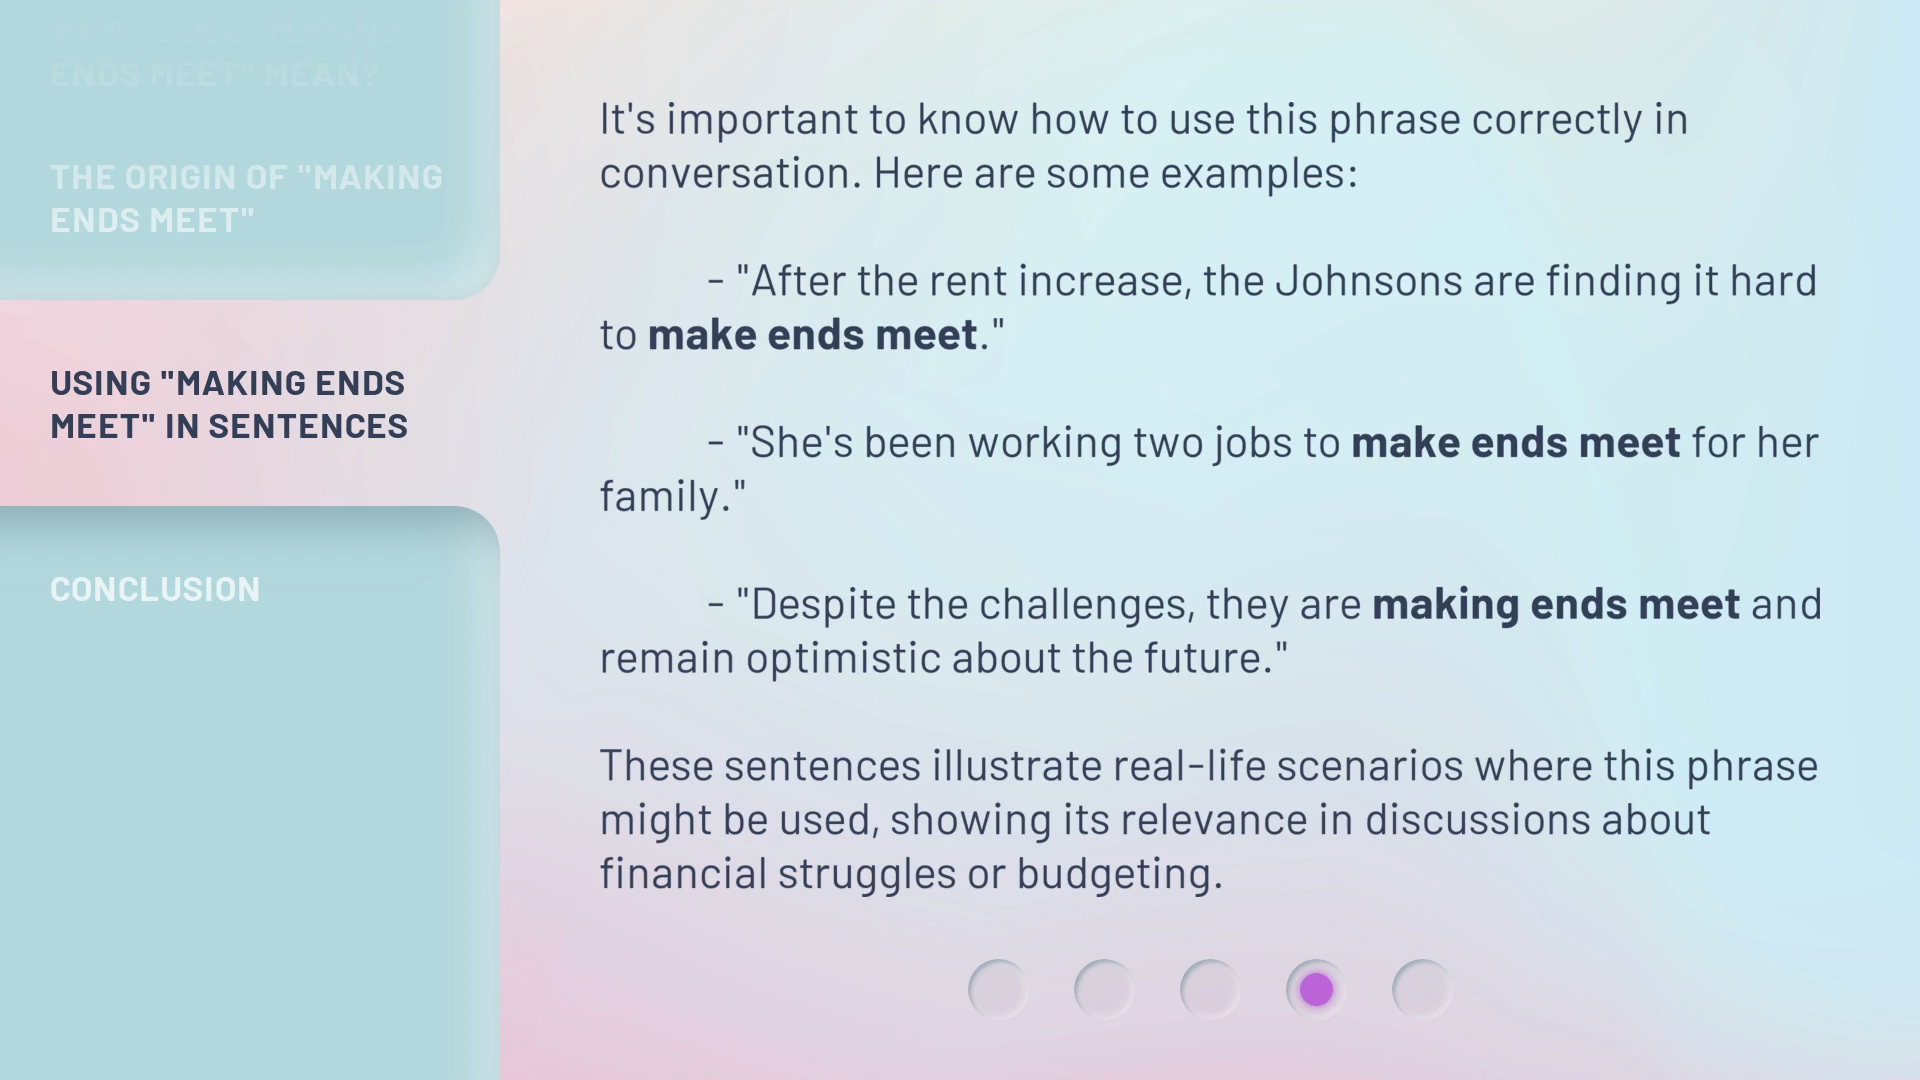 WHAT DOES "MAKING
ENDS MEET" MEAN?
THE ORIGIN OF "MAKING
ENDS MEET"
USING "MAKING ENDS
MEET" IN SENTENCES
CONCLUSION
It's important to know how to use this phrase correctly in
conversation. Here are some examples:
- "After the rent increase, the Johnsons are finding it hard
to make ends meet."
- "She's been working two jobs to make ends meet for her
family."
- "Despite the challenges, they are making ends meet and
remain optimistic about the future."
These sentences illustrate real-life scenarios where this phrase
might be used, showing its relevance in discussions about
financial struggles or budgeting.